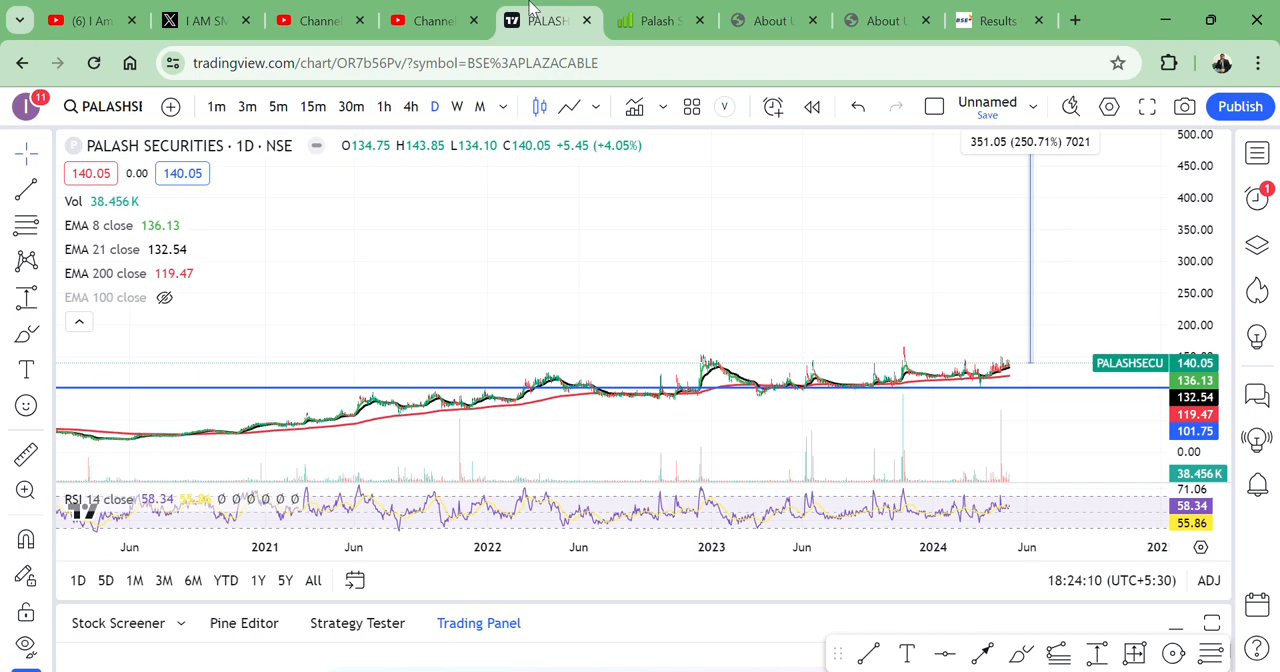 (6) I Am
I AM SM
Channel
Channel
PALASH
Palash S
About U
About U
BSE
Results
tradingview.com/chart/OR7b56Pv/?symbol=BSE%3APLAZACABLE
I
11
PALASHSE
1m 3m 5m 15m 30m 1h 4h D W M
V
Unnamed
Save
Publish
P PALASH SECURITIES · 1D · NSE
O134.75 H143.85 L134.10 C140.05 +5.45 (+4.05%)
351.05 (250.71%) 7021
140.05 0.00 140.05
Vol 38.456 K
EMA 8 close 136.13
EMA 21 close 132.54
EMA 200 close 119.47
EMA 100 close
500.00
450.00
400.00
350.00
300.00
250.00
200.00
PALASHSECU 140.05
136.13
132.54
119.47
101.75
0.00
38.456 K
RSI 14 close 58.34 55.86 Ø Ø Ø Ø Ø Ø
71.06
58.34
55.86
Jun 2021 Jun 2022 Jun 2023 Jun 2024 Jun 202
1D 5D 1M 3M 6M YTD 1Y 5Y All
18:24:10 (UTC+5:30) ADJ
Stock Screener Pine Editor Strategy Tester Trading Panel
1